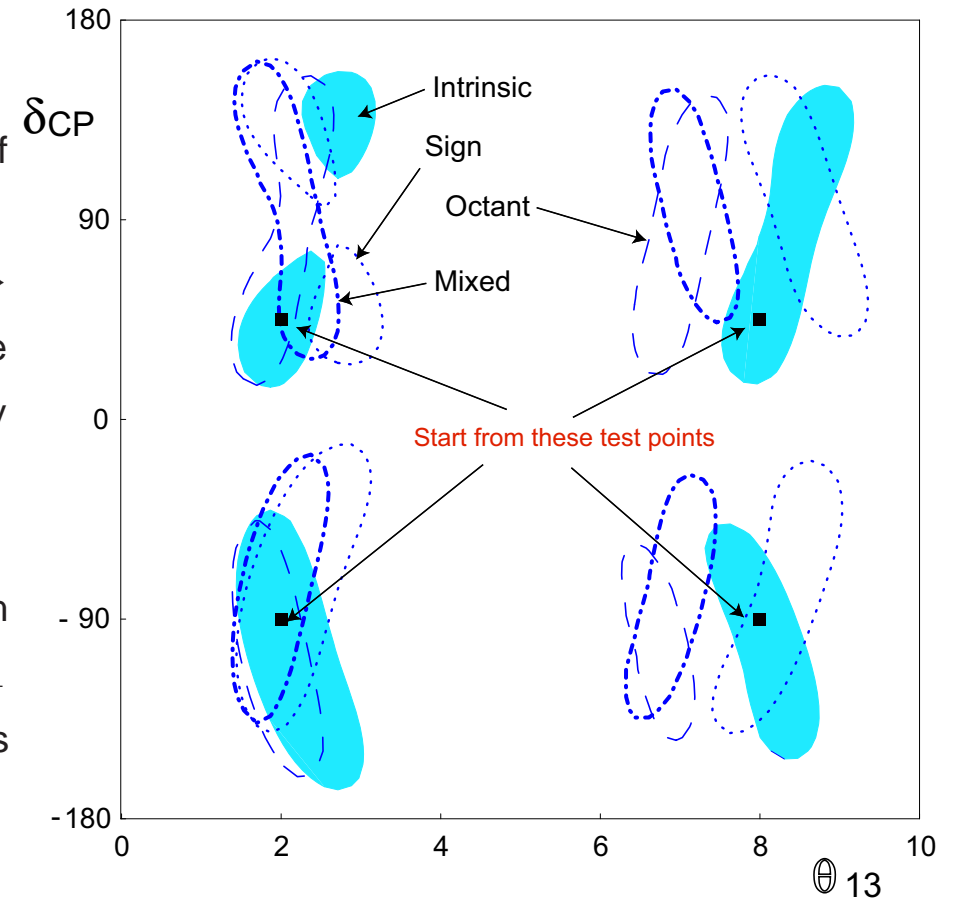 180
δCP
f
Intrinsic
Sign
90
Octant
Mixed
e
0
y
Start from these test points
- 90
n
s
-180
0 2 4 6 8 10
θ 13